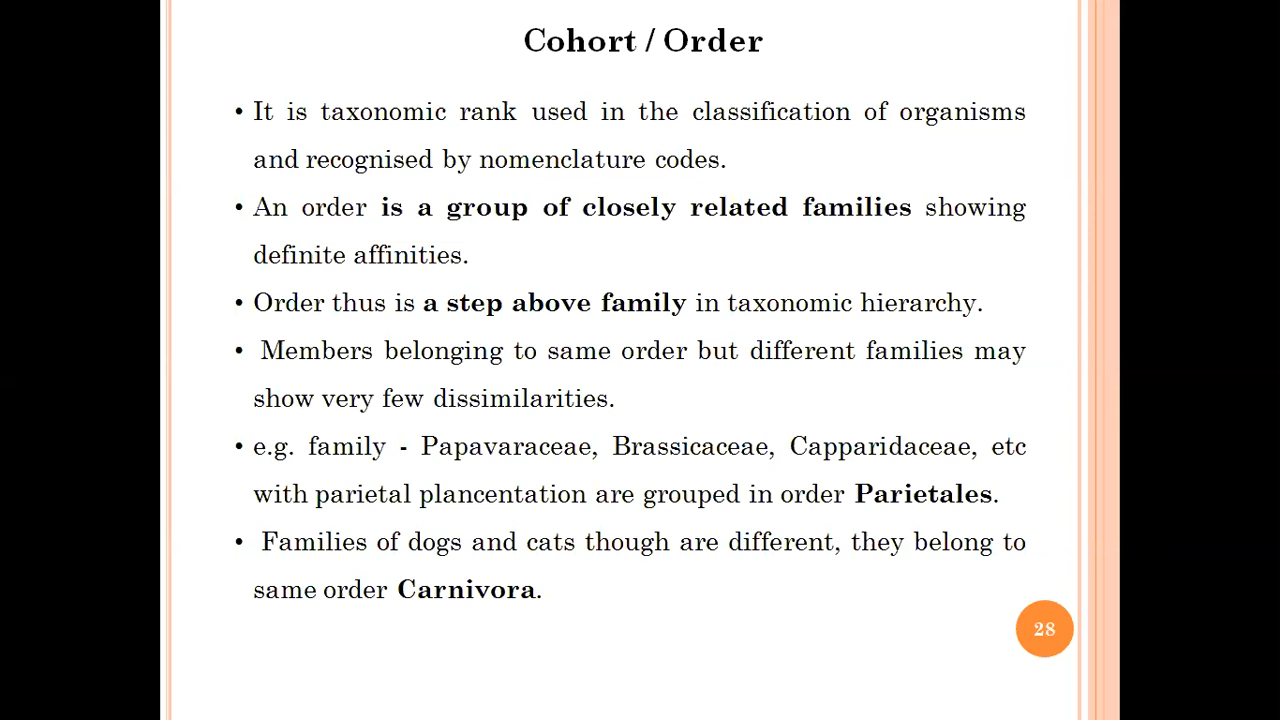 Cohort / Order
• It is taxonomic rank used in the classification of organisms
and recognised by nomenclature codes.
• An order is a group of closely related families showing
definite affinities.
• Order thus is a step above family in taxonomic hierarchy.
• Members belonging to same order but different families may
show very few dissimilarities.
• e.g. family - Papavaraceae, Brassicaceae, Capparidaceae, etc
with parietal plancentation are grouped in order Parietales.
• Families of dogs and cats though are different, they belong to
same order Carnivora.
28